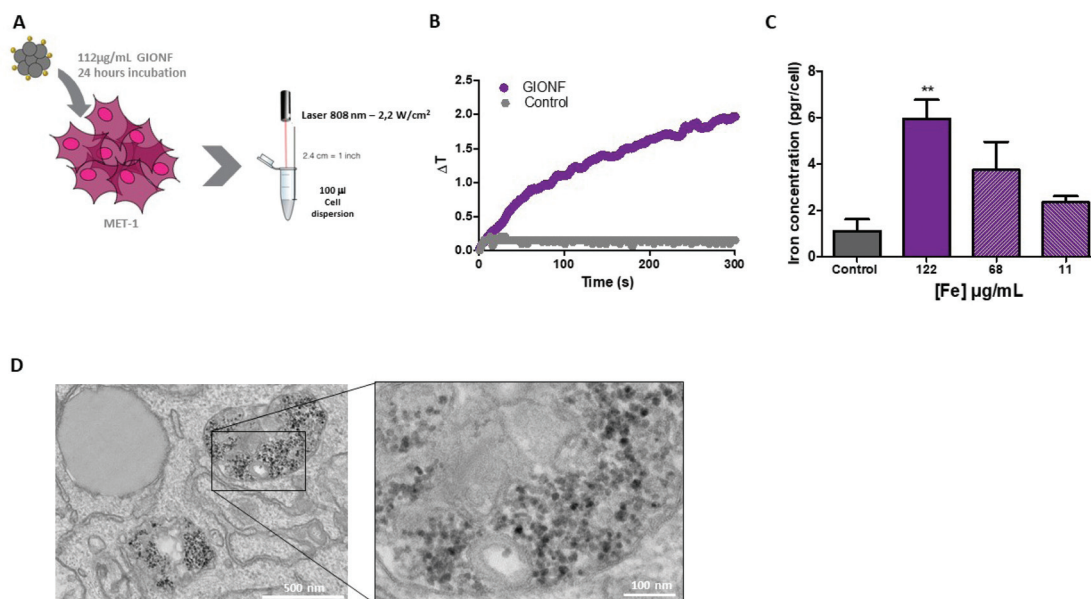 A
112µg/mL GIONF
24 hours incubation
MET-1
Laser 808 nm – 2,2 W/cm²
2.4 cm = 1 inch
100 µl
Cell
dispersion
B
GIONF
Control
ΔT
2.5
2.0
1.5
1.0
0.5
0.0
0
100
200
300
Time (s)
C
**
Iron concentration (pgr/cell)
8
6
4
2
0
Control
122
68
11
[Fe] µg/mL
D
500 nm
100 nm